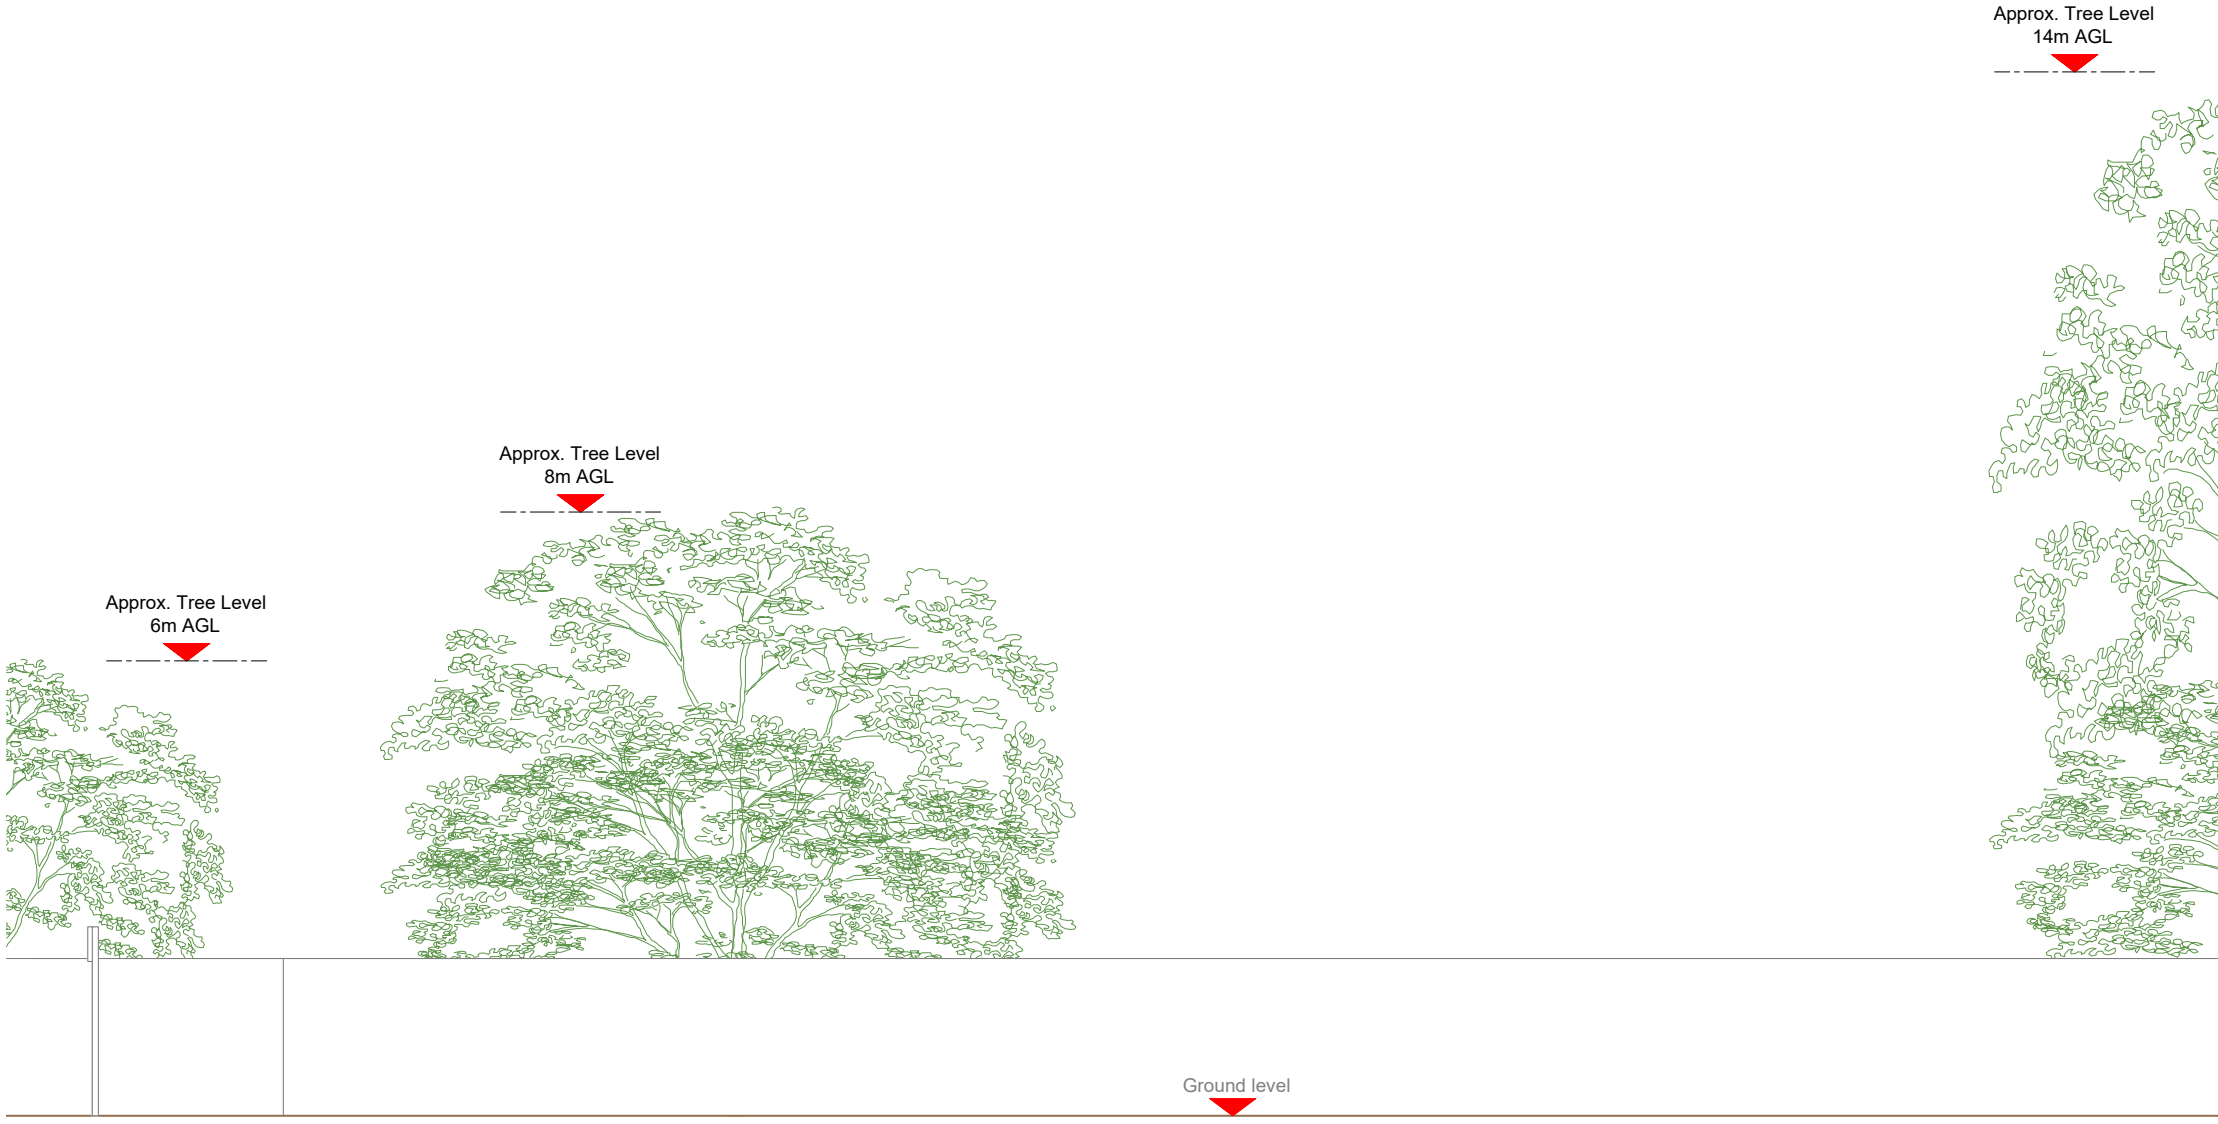 Approx. Tree Level
14m AGL
Approx. Tree Level
8m AGL
Approx. Tree Level
6m AGL
Ground level